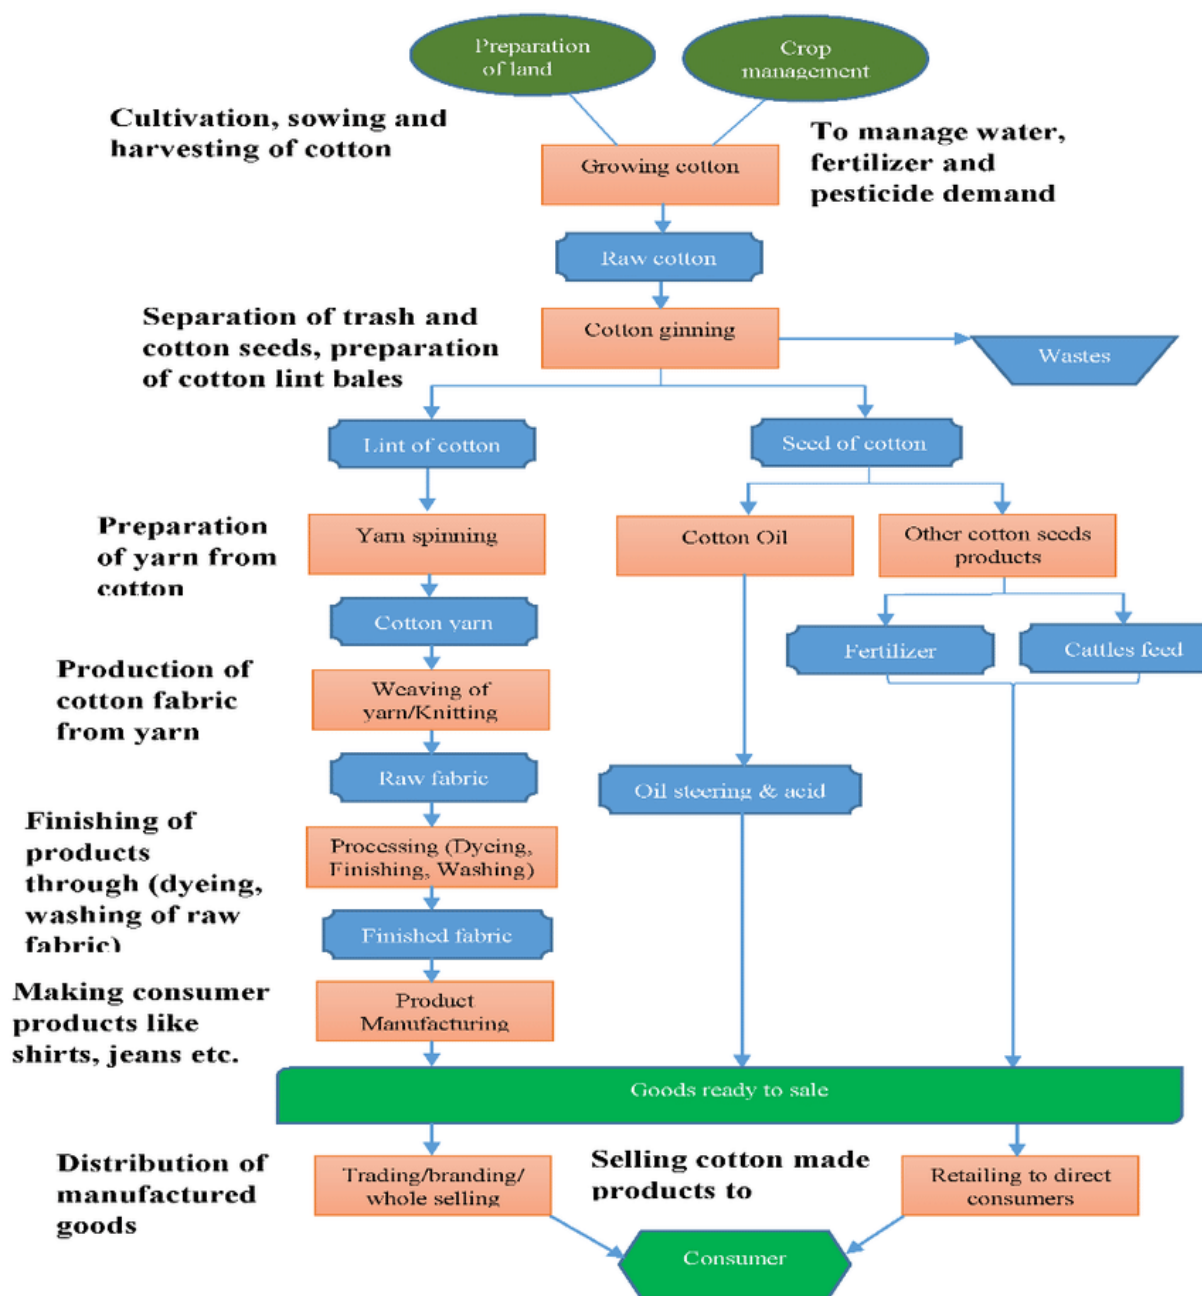 Preparation
of land
Crop
management
Cultivation, sowing and
harvesting of cotton
To manage water,
fertilizer and
pesticide demand
Growing cotton
Raw cotton
Separation of trash and
cotton seeds, preparation
of cotton lint bales
Cotton ginning
Wastes
Lint of cotton
Seed of cotton
Preparation
of yarn from
cotton
Yarn spinning
Cotton Oil
Other cotton seeds
products
Cotton yarn
Fertilizer
Cattles feed
Production of
cotton fabric
from yarn
Weaving of
yarn/Knitting
Raw fabric
Oil steering & acid
Finishing of
products
through (dyeing,
washing of raw
fabric)
Processing (Dyeing,
Finishing, Washing)
Finished fabric
Making consumer
products like
shirts, jeans etc.
Product
Manufacturing
Goods ready to sale
Distribution of
manufactured
goods
Trading/branding/
whole selling
Selling cotton made
products to
Retailing to direct
consumers
Consumer